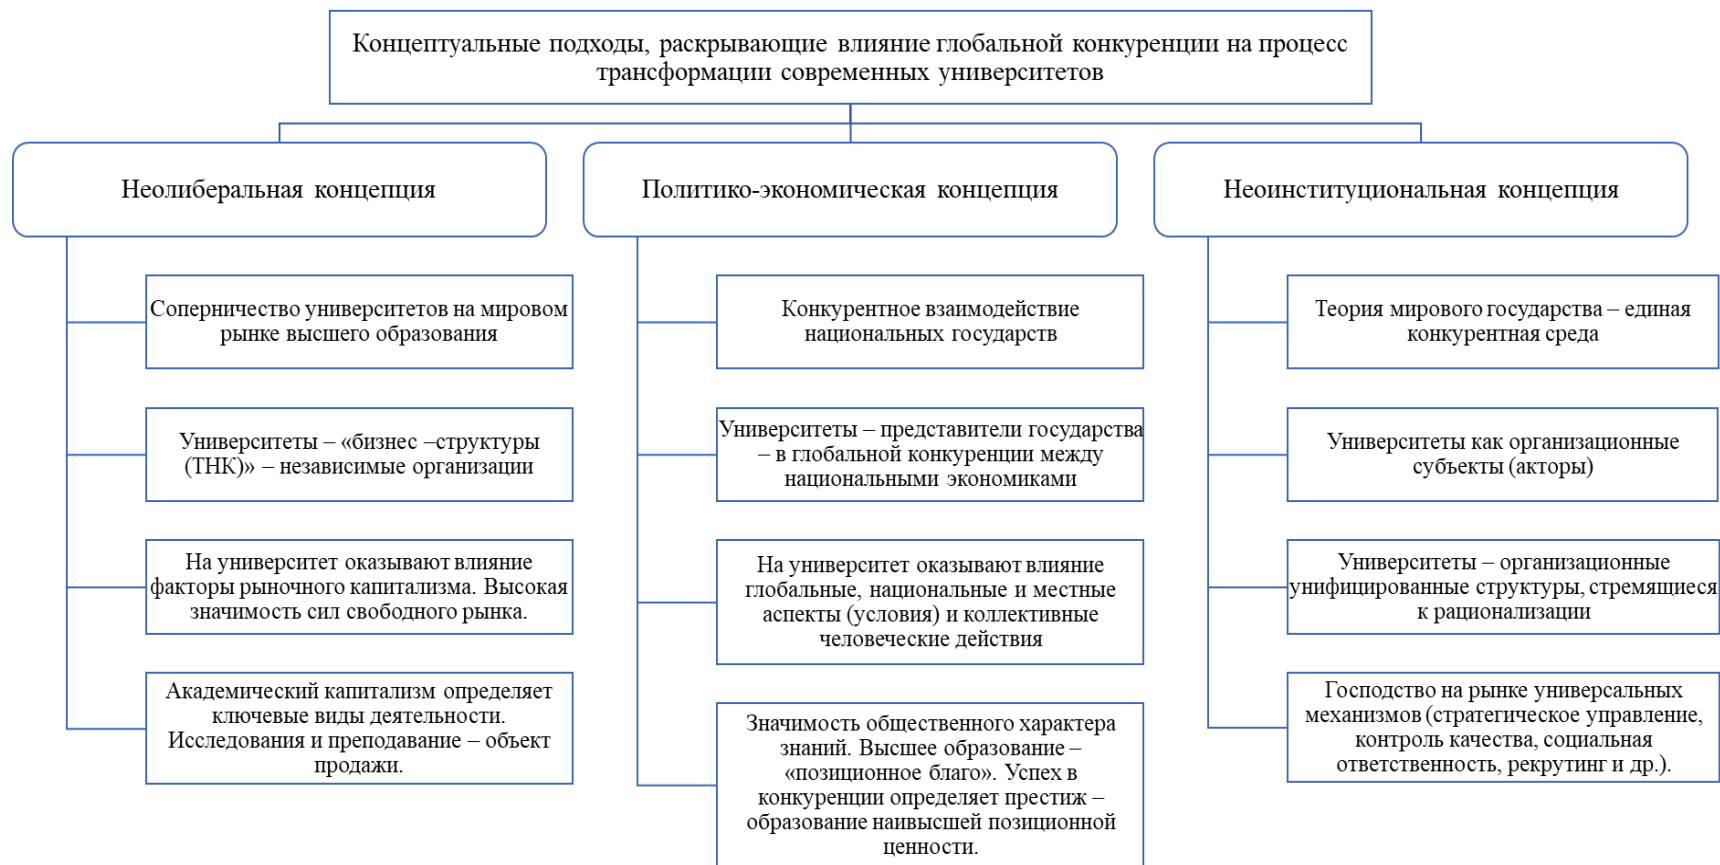 Концептуальные подходы, раскрывающие влияние глобальной конкуренции на процесс
трансформации современных университетов
Неолиберальная концепция
Соперничество университетов на мировом
рынке высшего образования
Университеты – «бизнес –структуры
(ТНК)» – независимые организации
На университет оказывают влияние
факторы рыночного капитализма. Высокая
значимость сил свободного рынка.
Академический капитализм определяет
ключевые виды деятельности.
Исследования и преподавание – объект
продажи.
Политико-экономическая концепция
Конкурентное взаимодействие
национальных государств
Университеты – представители государства
– в глобальной конкуренции между
национальными экономиками
На университет оказывают влияние
глобальные, национальные и местные
аспекты (условия) и коллективные
человеческие действия
Значимость общественного характера
знаний. Высшее образование –
«позиционное благо». Успех в
конкуренции определяет престиж –
образование наивысшей позиционной
ценности.
Неоинституциональная концепция
Теория мирового государства – единая
конкурентная среда
Университеты как организационные
субъекты (акторы)
Университеты – организационные
унифицированные структуры, стремящиеся
к рационализации
Господство на рынке универсальных
механизмов (стратегическое управление,
контроль качества, социальная
ответственность, рекрутинг и др.).